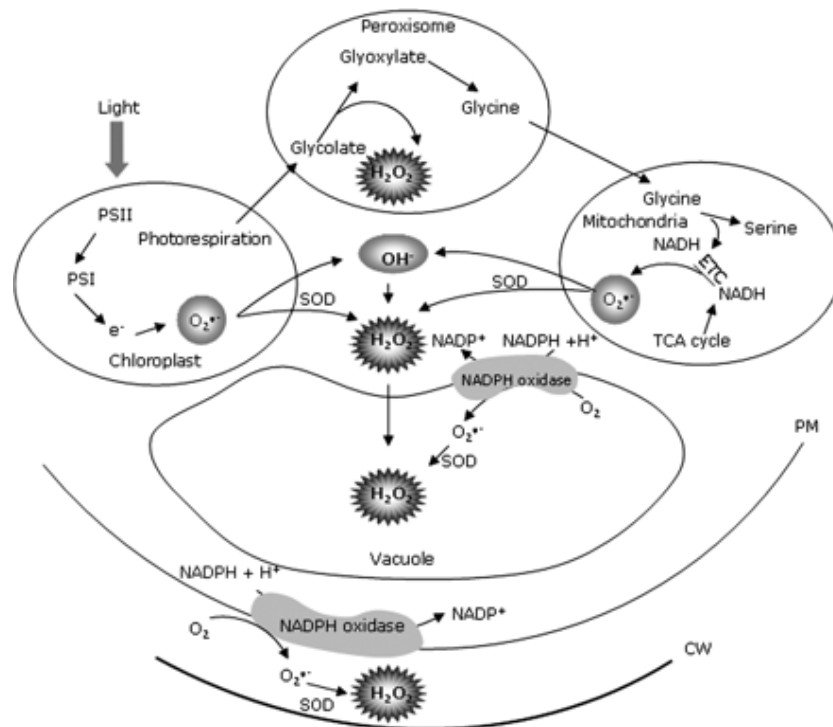 Peroxisome
Glyoxylate
Glycine
Glycolate
H₂O₂
Light
PSII
Photorespiration
PSI
e⁻
O₂•⁻
SOD
Chloroplast
OH·
H₂O₂
Glycine
Mitochondria
Serine
NADH
ETC
NADH
TCA cycle
O₂•⁻
SOD
NADP⁺
NADPH +H⁺
NADPH oxidase
O₂
O₂•⁻
SOD
H₂O₂
Vacuole
PM
NADPH + H⁺
O₂
NADPH oxidase
NADP⁺
O₂•⁻
SOD
H₂O₂
CW